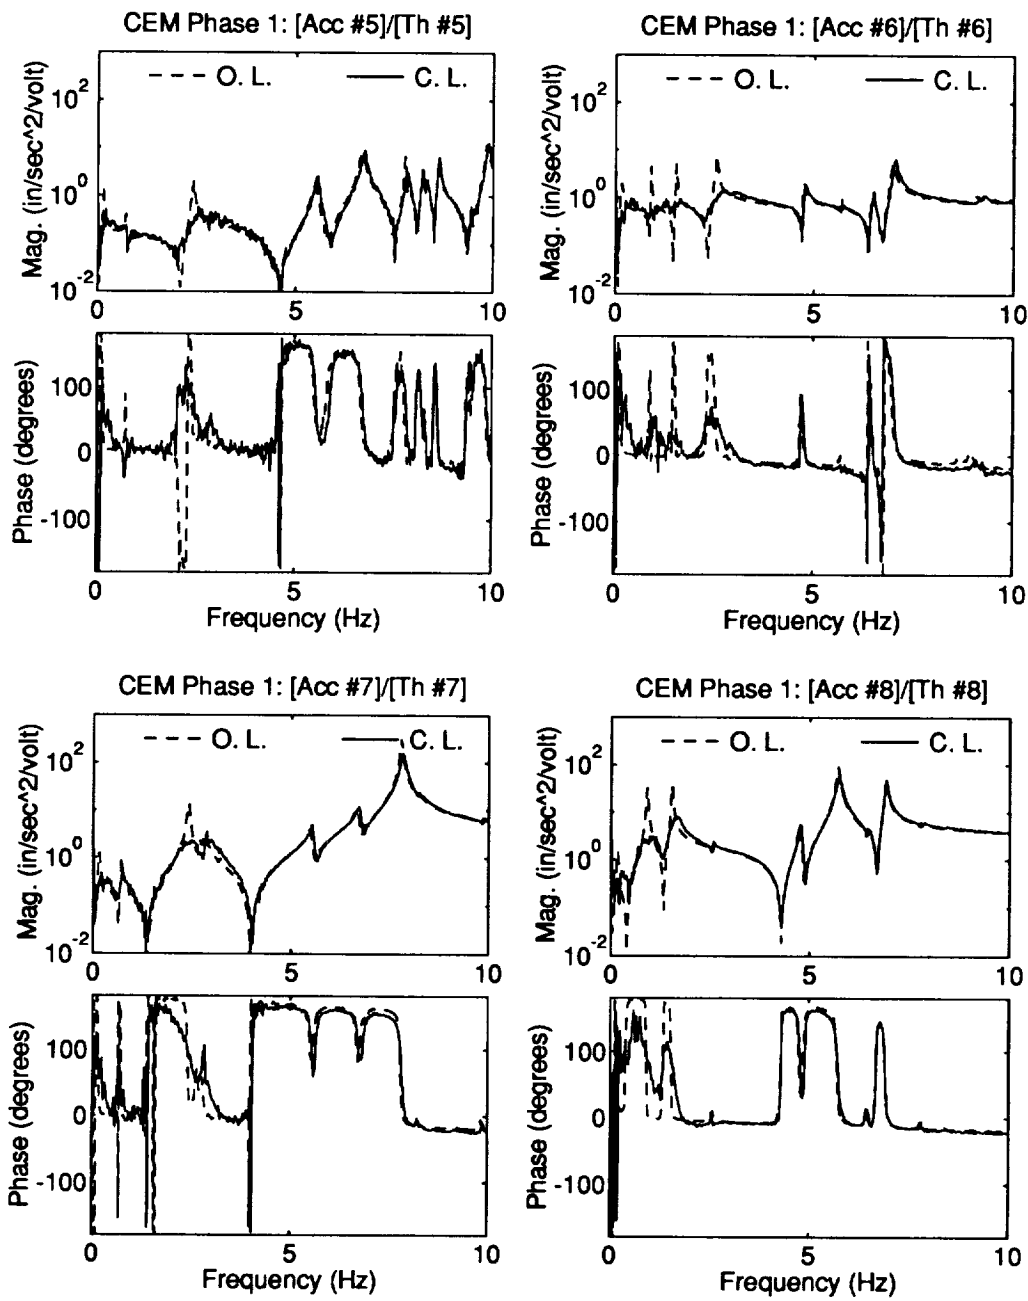 CEM Phase 1: [Acc #5]/[Th #5]
Mag. (in/sec^2/volt)
O. L.
C. L.
10^2
10^0
10^-2
0
5
10
Phase (degrees)
100
0
-100
0
5
10
Frequency (Hz)
CEM Phase 1: [Acc #6]/[Th #6]
Mag. (in/sec^2/volt)
O. L.
C. L.
10^2
10^0
10^-2
0
5
10
Phase (degrees)
100
0
-100
0
5
10
Frequency (Hz)
CEM Phase 1: [Acc #7]/[Th #7]
Mag. (in/sec^2/volt)
O. L.
C. L.
10^2
10^0
10^-2
0
5
10
Phase (degrees)
100
0
-100
0
5
10
Frequency (Hz)
CEM Phase 1: [Acc #8]/[Th #8]
Mag. (in/sec^2/volt)
O. L.
C. L.
10^2
10^0
10^-2
0
5
10
Phase (degrees)
100
0
-100
0
5
10
Frequency (Hz)